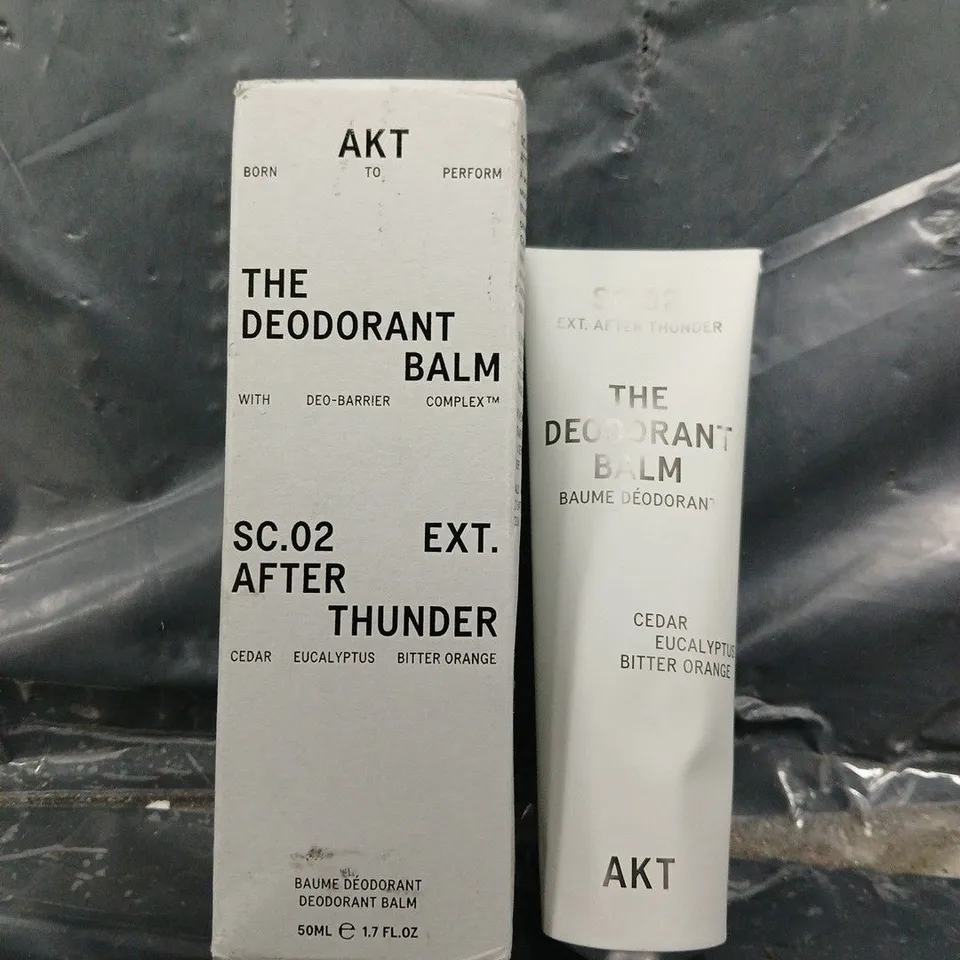 AKT
BORN TO PERFORM
THE
DEODORANT
BALM
WITH DEO-BARRIER COMPLEX™
SC.02 EXT.
AFTER
THUNDER
CEDAR EUCALYPTUS BITTER ORANGE
BAUME DÉODORANT
DEODORANT BALM
50ML ℮ 1.7 FL.OZ
SC.02
EXT. AFTER THUNDER
THE
DEODORANT
BALM
BAUME DÉODORANT
CEDAR
EUCALYPTUS
BITTER ORANGE
AKT